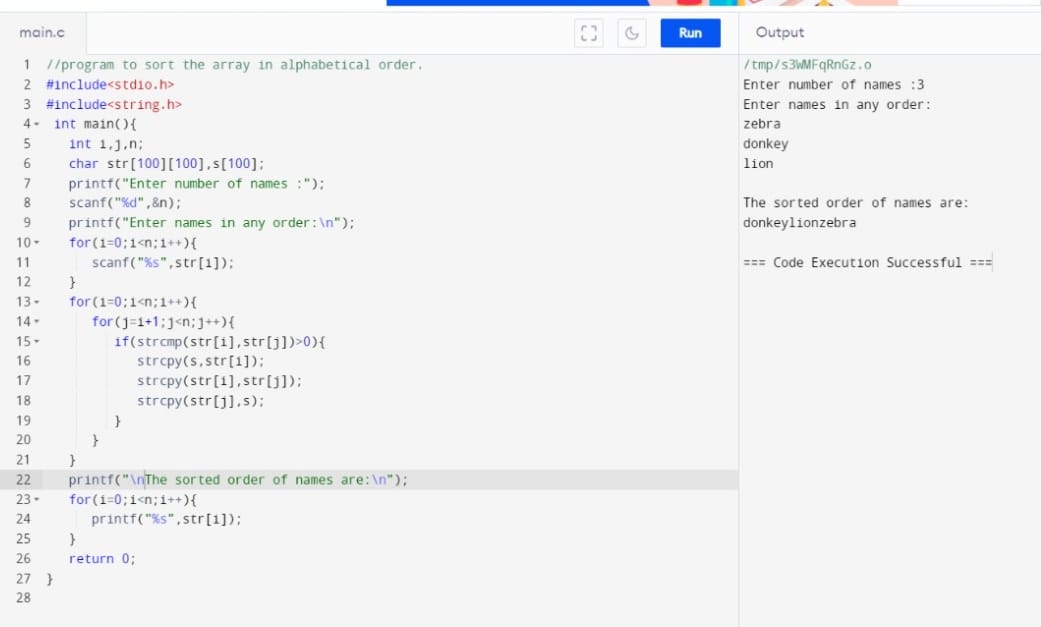 main.c
Run
Output
1 //program to sort the array in alphabetical order.
2 #include<stdio.h>
3 #include<string.h>
4 int main(){
5 int i,j,n;
6 char str[100][100],s[100];
7 printf("Enter number of names :");
8 scanf("%d",&n);
9 printf("Enter names in any order:\n");
10 for(i=0;i<n;i++){
11 scanf("%s",str[i]);
12 }
13 for(i=0;i<n;i++){
14 for(j=i+1;j<n;j++){
15 if(strcmp(str[i],str[j])>0){
16 strcpy(s,str[i]);
17 strcpy(str[i],str[j]);
18 strcpy(str[j],s);
19 }
20 }
21 }
22 printf("\nThe sorted order of names are:\n");
23 for(i=0;i<n;i++){
24 printf("%s",str[i]);
25 }
26 return 0;
27 }
28
/tmp/s3WMFqRnGz.o
Enter number of names :3
Enter names in any order:
zebra
donkey
lion
The sorted order of names are:
donkeylionzebra
=== Code Execution Successful ===